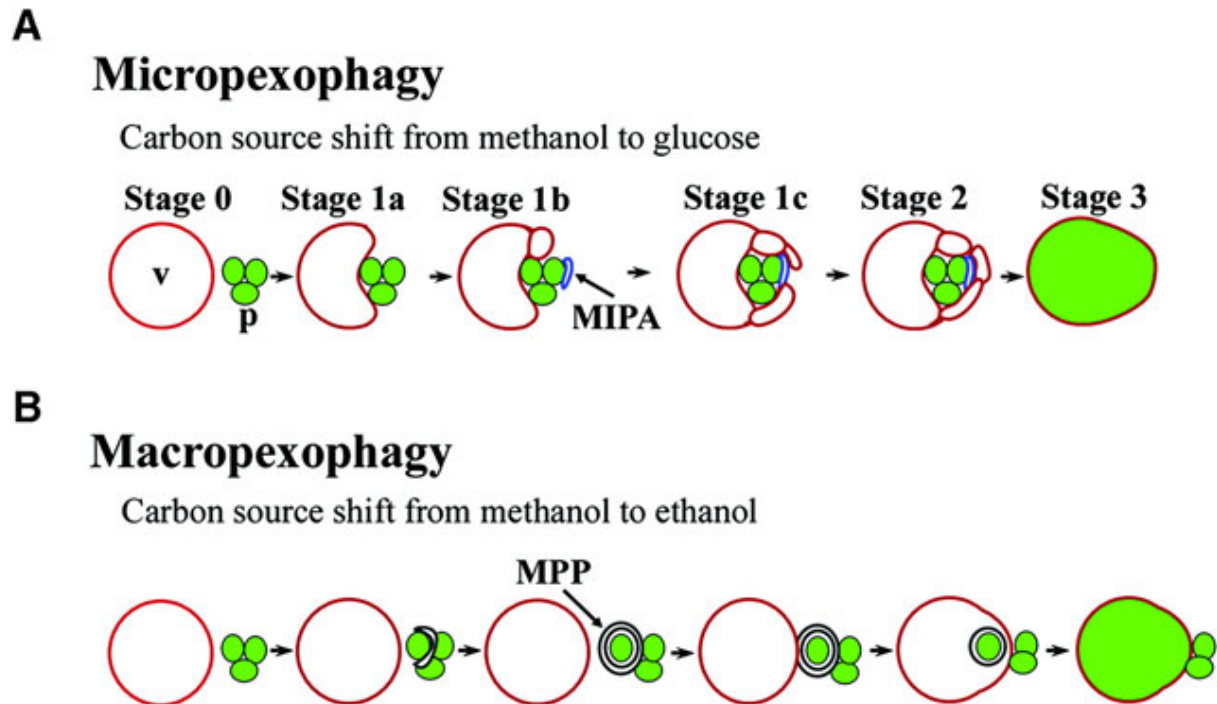 A
Micropexophagy
Carbon source shift from methanol to glucose
Stage 0 Stage 1a Stage 1b Stage 1c Stage 2 Stage 3
v
p
MIPA
B
Macropexophagy
Carbon source shift from methanol to ethanol
MPP